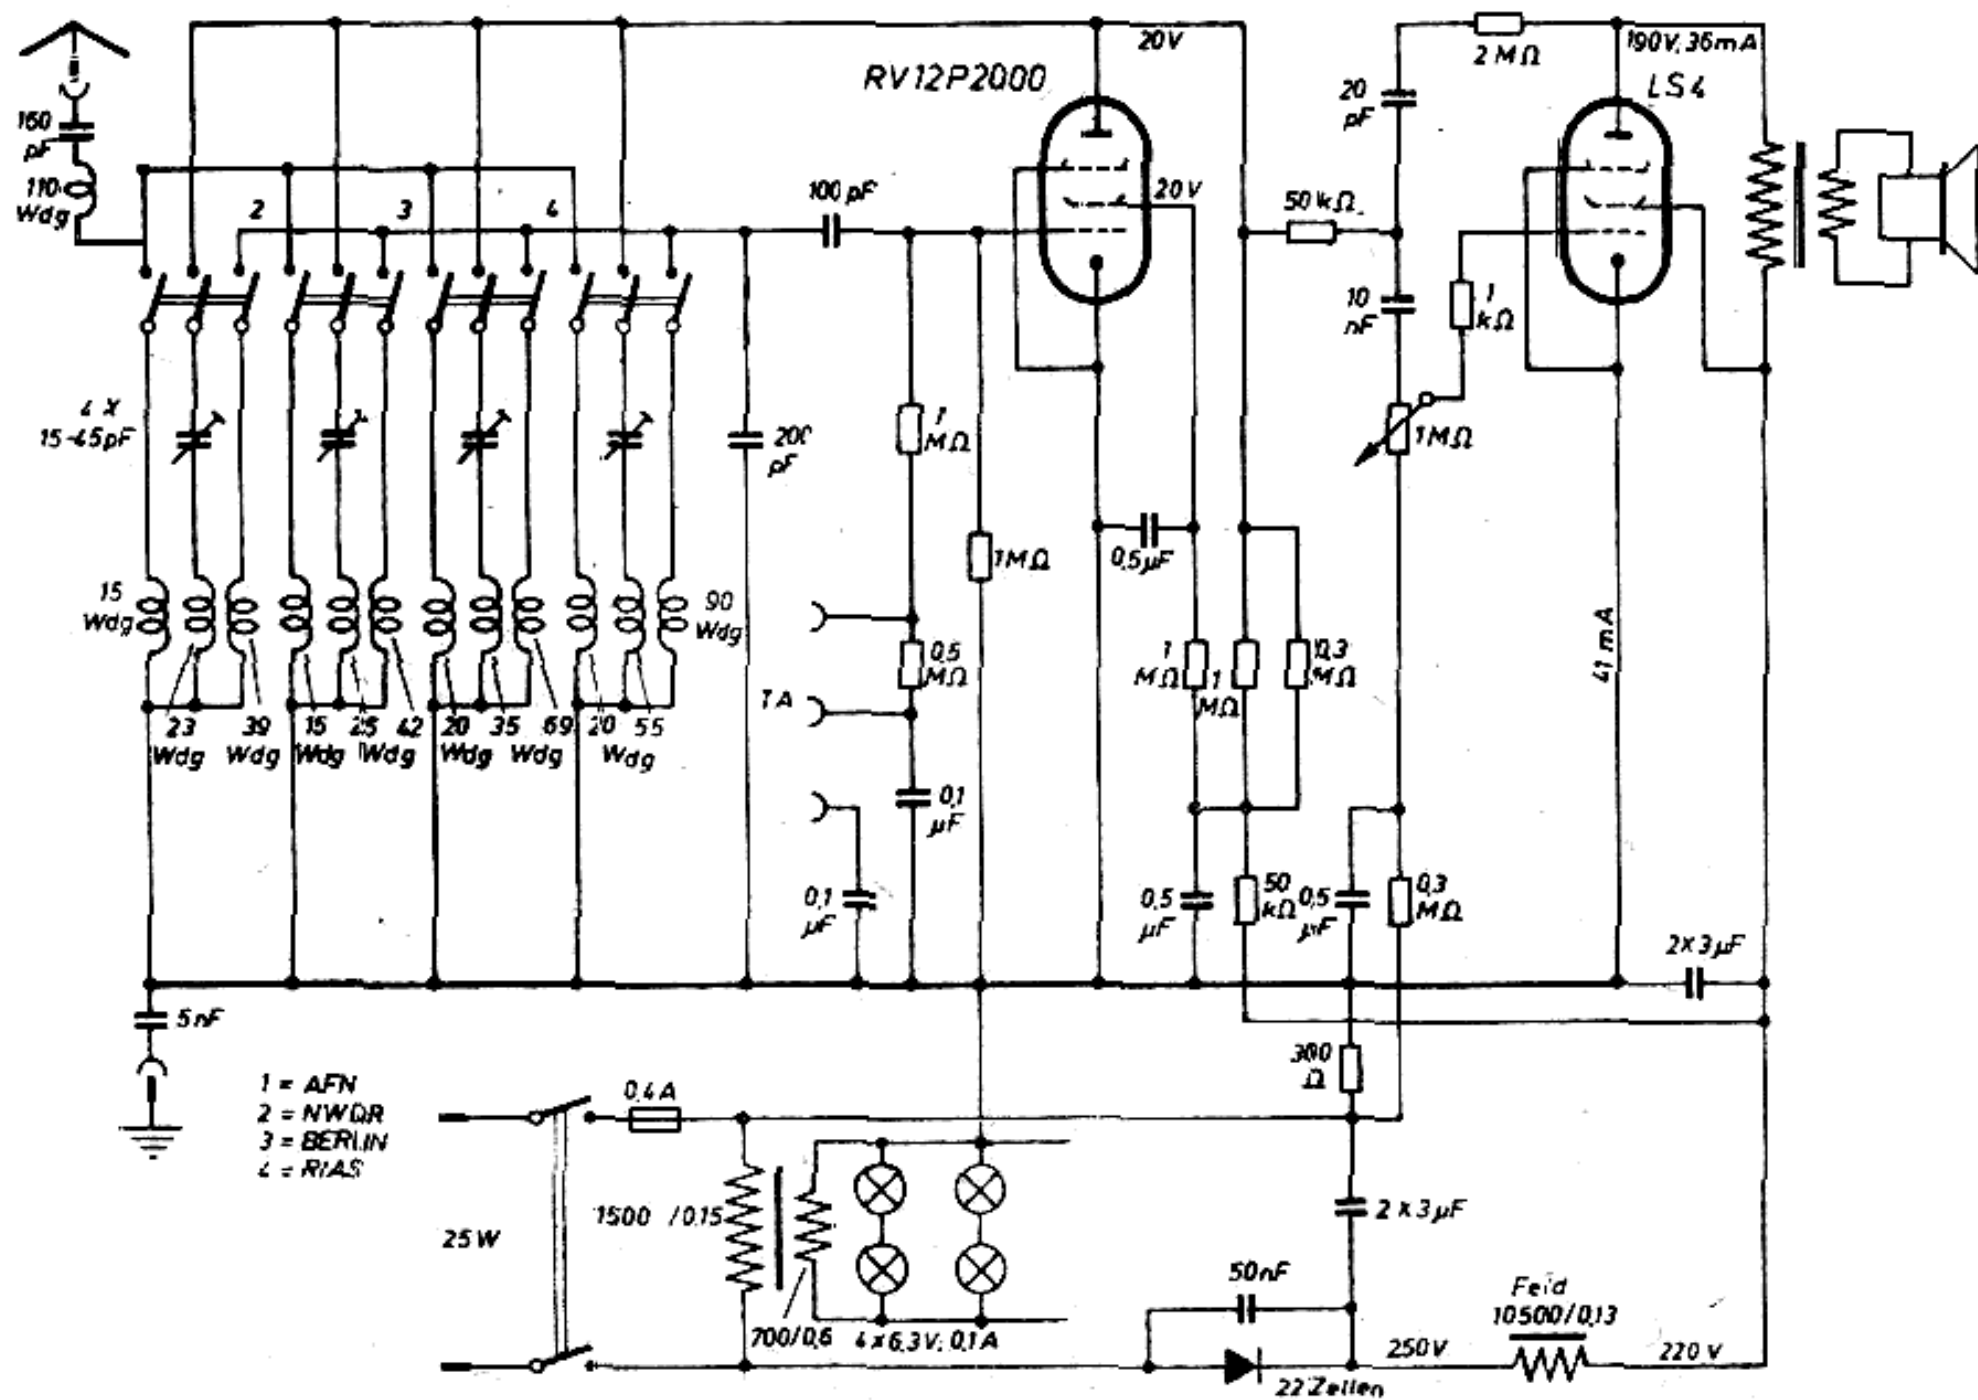 20V
190V, 36mA
2 MΩ
RV12P2000
LS4
20
pF
160
pF
110
Wdg
100 pF
20V
50 kΩ
2
3
4
10
nF
1
kΩ
4 x
15-45pF
1
MΩ
200
pF
1MΩ
1MΩ
0,5µF
15
Wdg
90
Wdg
0,5
MΩ
1
MΩ
1
MΩ
0,3
MΩ
41 mA
TA
23
Wdg
39
Wdg
15
Wdg
25
42
Wdg
20
Wdg
35
69
Wdg
20
55
Wdg
0,1
µF
0,1
µF
0,5
µF
50
kΩ
0,5
µF
0,3
MΩ
2x3µF
5nF
300
Ω
1 = AFN
2 = NWDR
3 = BERLIN
4 = RIAS
0,4A
25W
1500 /0,15
2 x 3µF
50nF
Feld
10500/0,13
700/0,6
4x6,3V; 0,1A
250V
220 V
22 Zellen